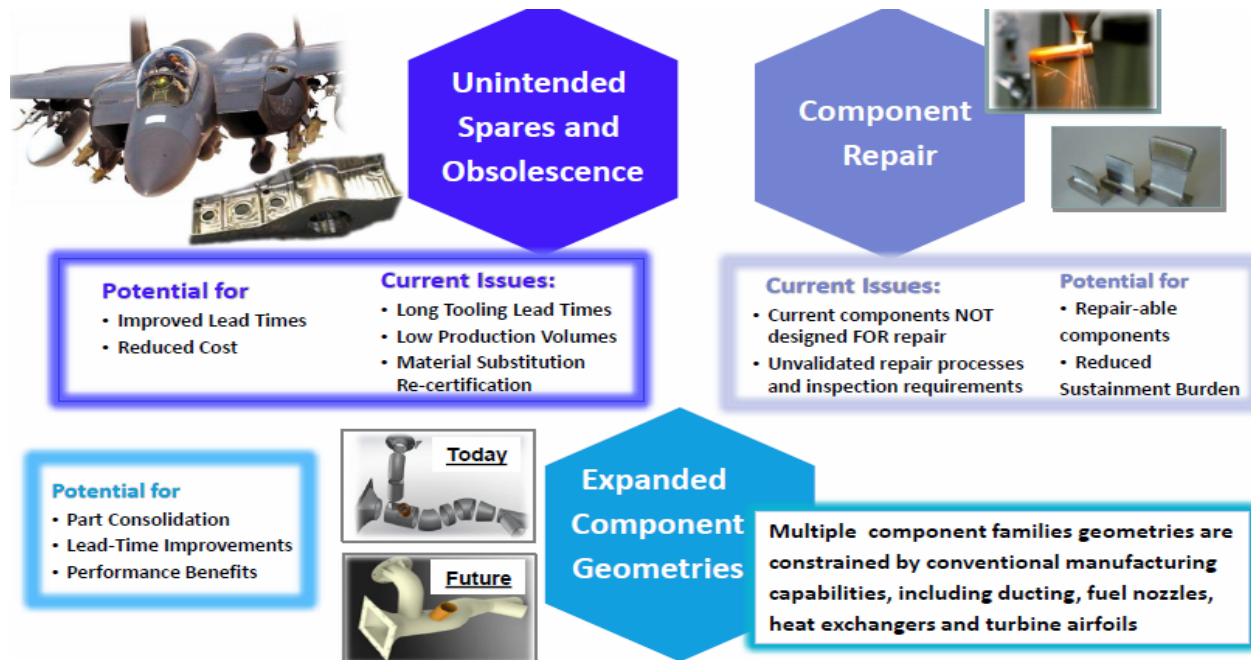 Unintended
Spares and
Obsolescence
Component
Repair
Potential for
• Improved Lead Times
• Reduced Cost
Current Issues:
• Long Tooling Lead Times
• Low Production Volumes
• Material Substitution
Re-certification
Current Issues:
• Current components NOT
designed FOR repair
• Unvalidated repair processes
and inspection requirements
Potential for
• Repair-able
components
• Reduced
Sustainment Burden
Potential for
• Part Consolidation
• Lead-Time Improvements
• Performance Benefits
Today
Future
Expanded
Component
Geometries
Multiple component families geometries are
constrained by conventional manufacturing
capabilities, including ducting, fuel nozzles,
heat exchangers and turbine airfoils